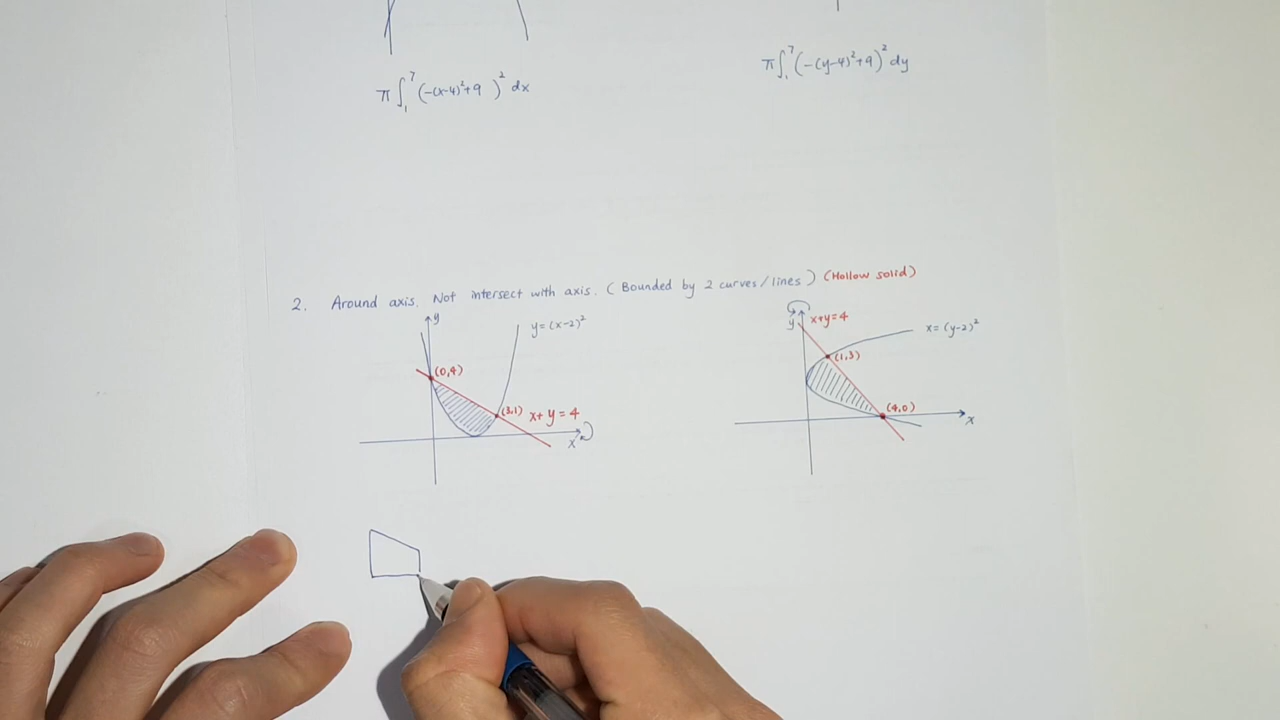 π∫₁⁷(-(x-4)²+9 )² dx
π∫₁⁷(-(y-4)²+9)² dy
2. Around axis. Not intersect with axis. (Bounded by 2 curves/lines) (Hollow solid)
y
y=(x-2)²
(0,4)
(3,1)
x+y=4
x
y
x+y=4
x=(y-2)²
(1,3)
(4,0)
x